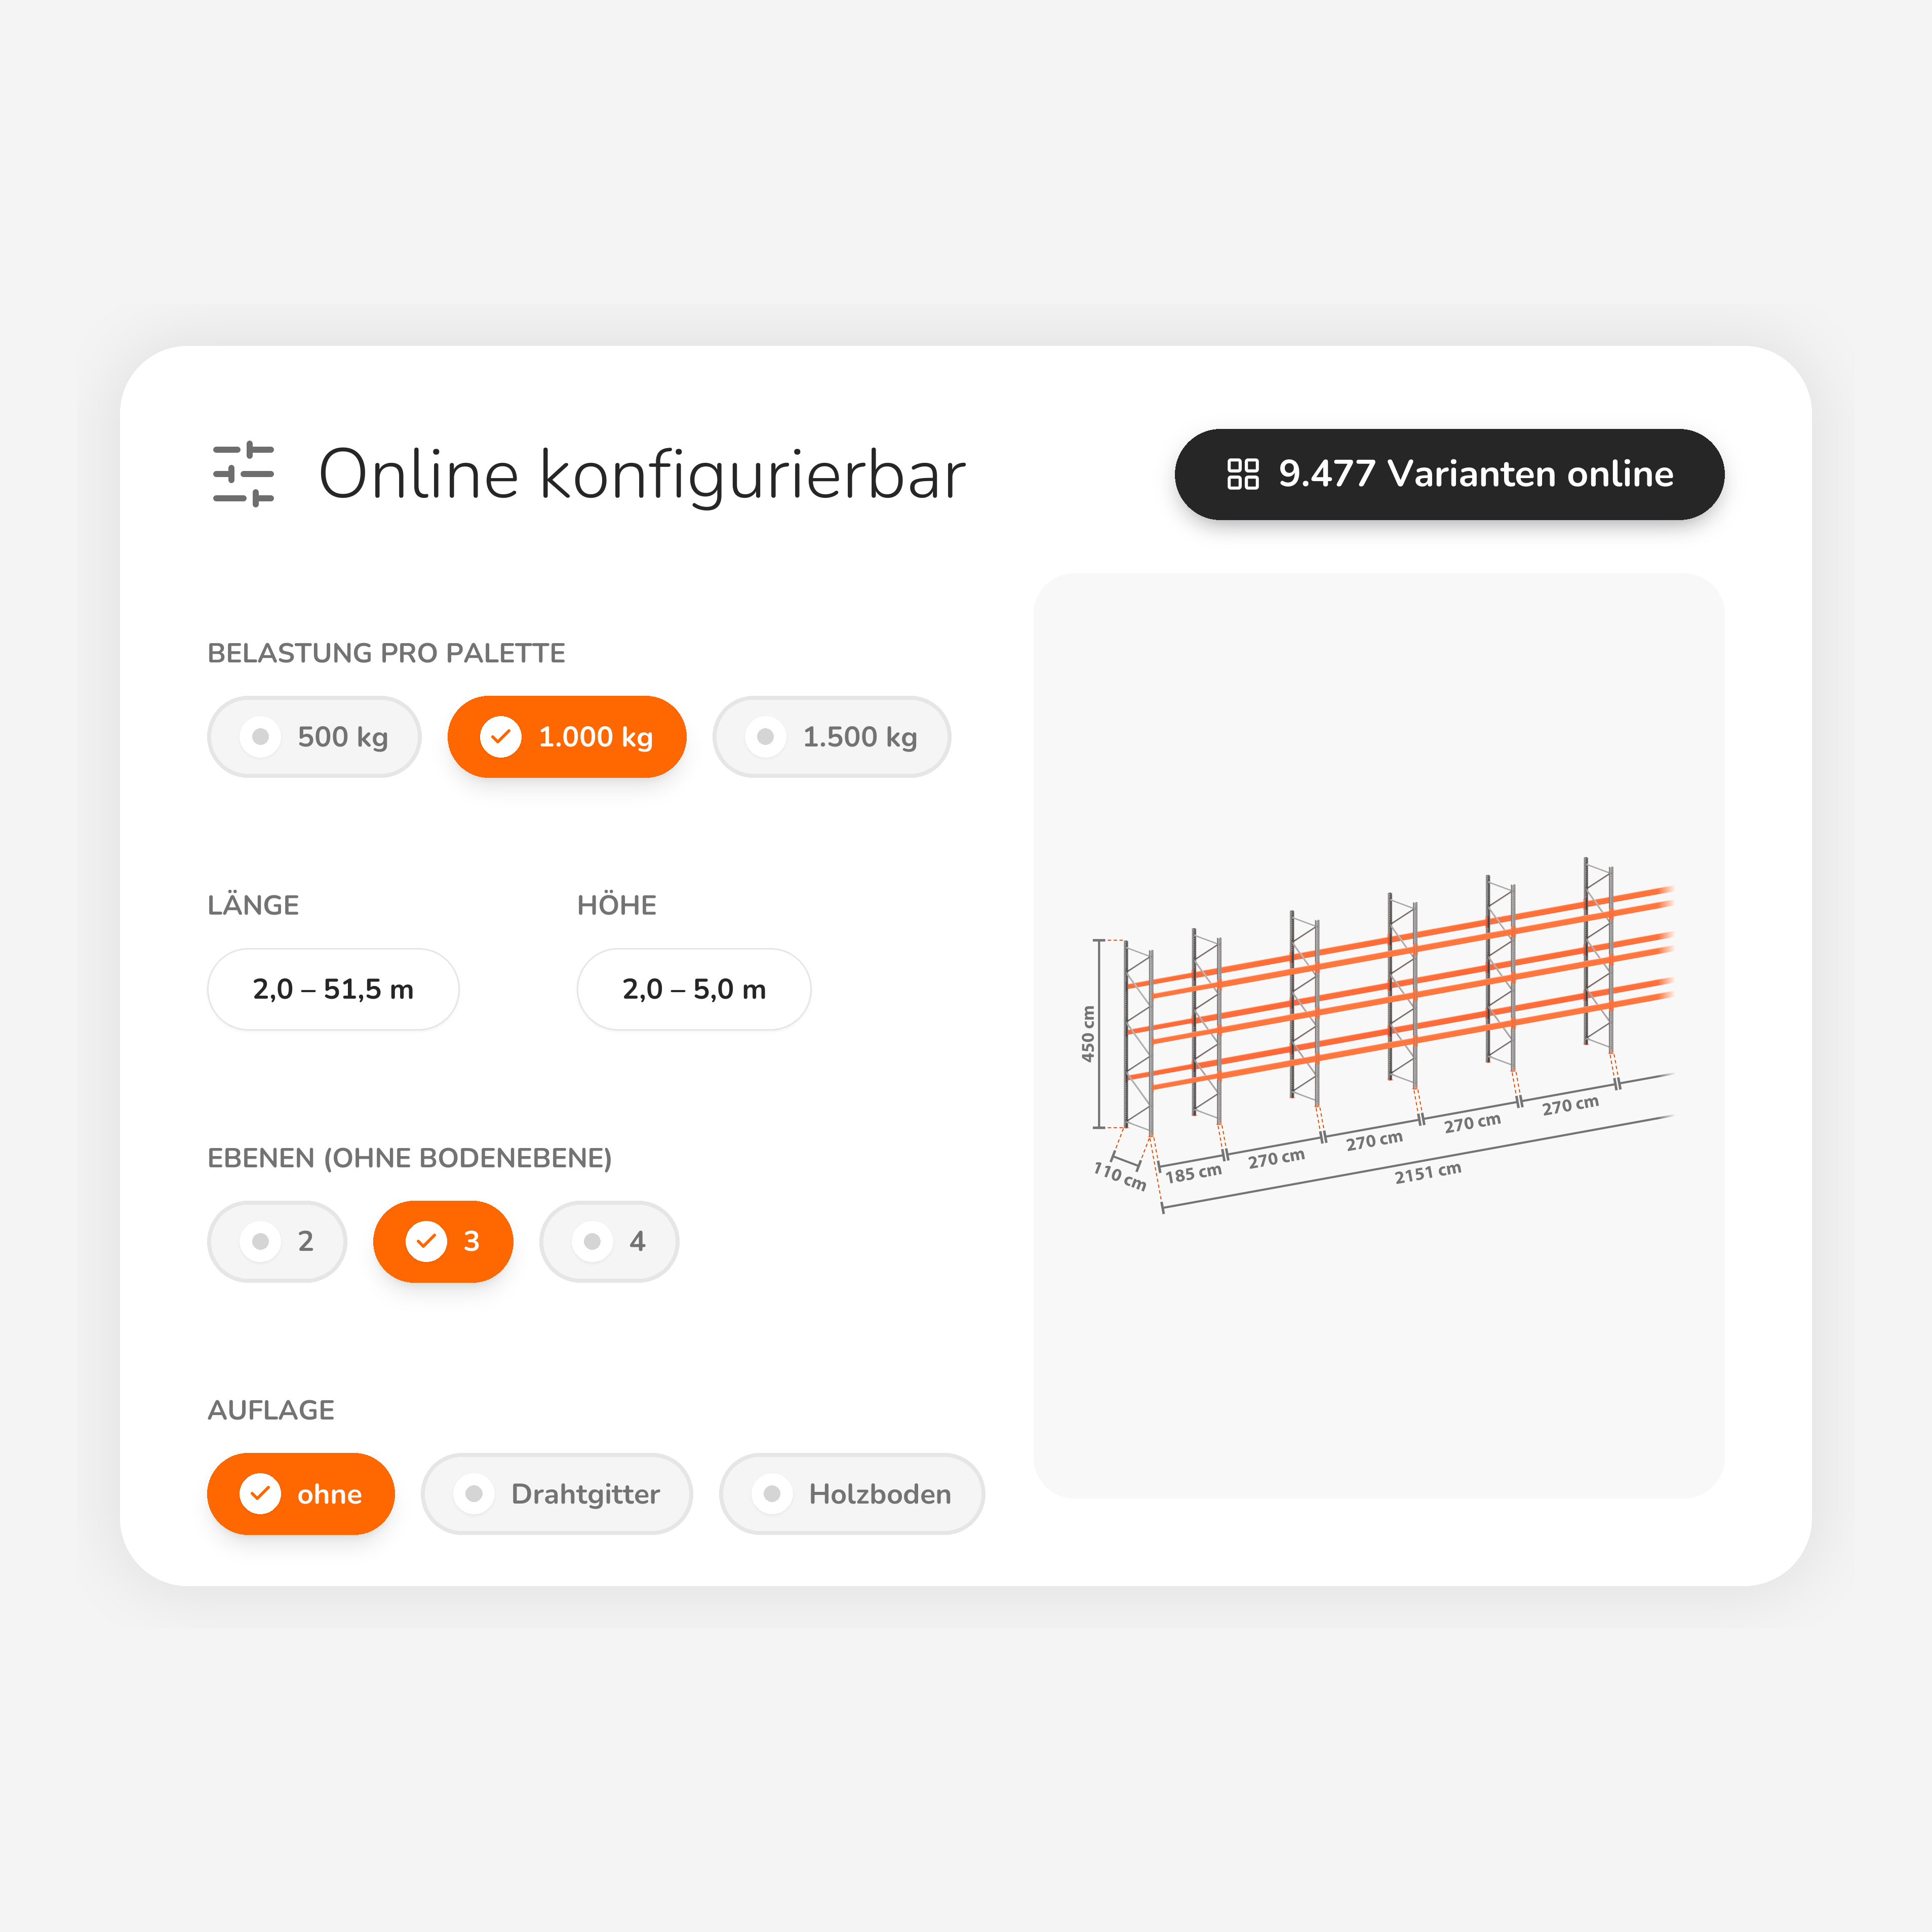 Online konfigurierbar
9.477 Varianten online
BELASTUNG PRO PALETTE
500 kg
1.000 kg
1.500 kg
LÄNGE
HÖHE
2,0 – 51,5 m
2,0 – 5,0 m
EBENEN (OHNE BODENEBENE)
2
3
4
AUFLAGE
ohne
Drahtgitter
Holzboden
450 cm
110 cm
185 cm
270 cm
270 cm
270 cm
270 cm
2151 cm